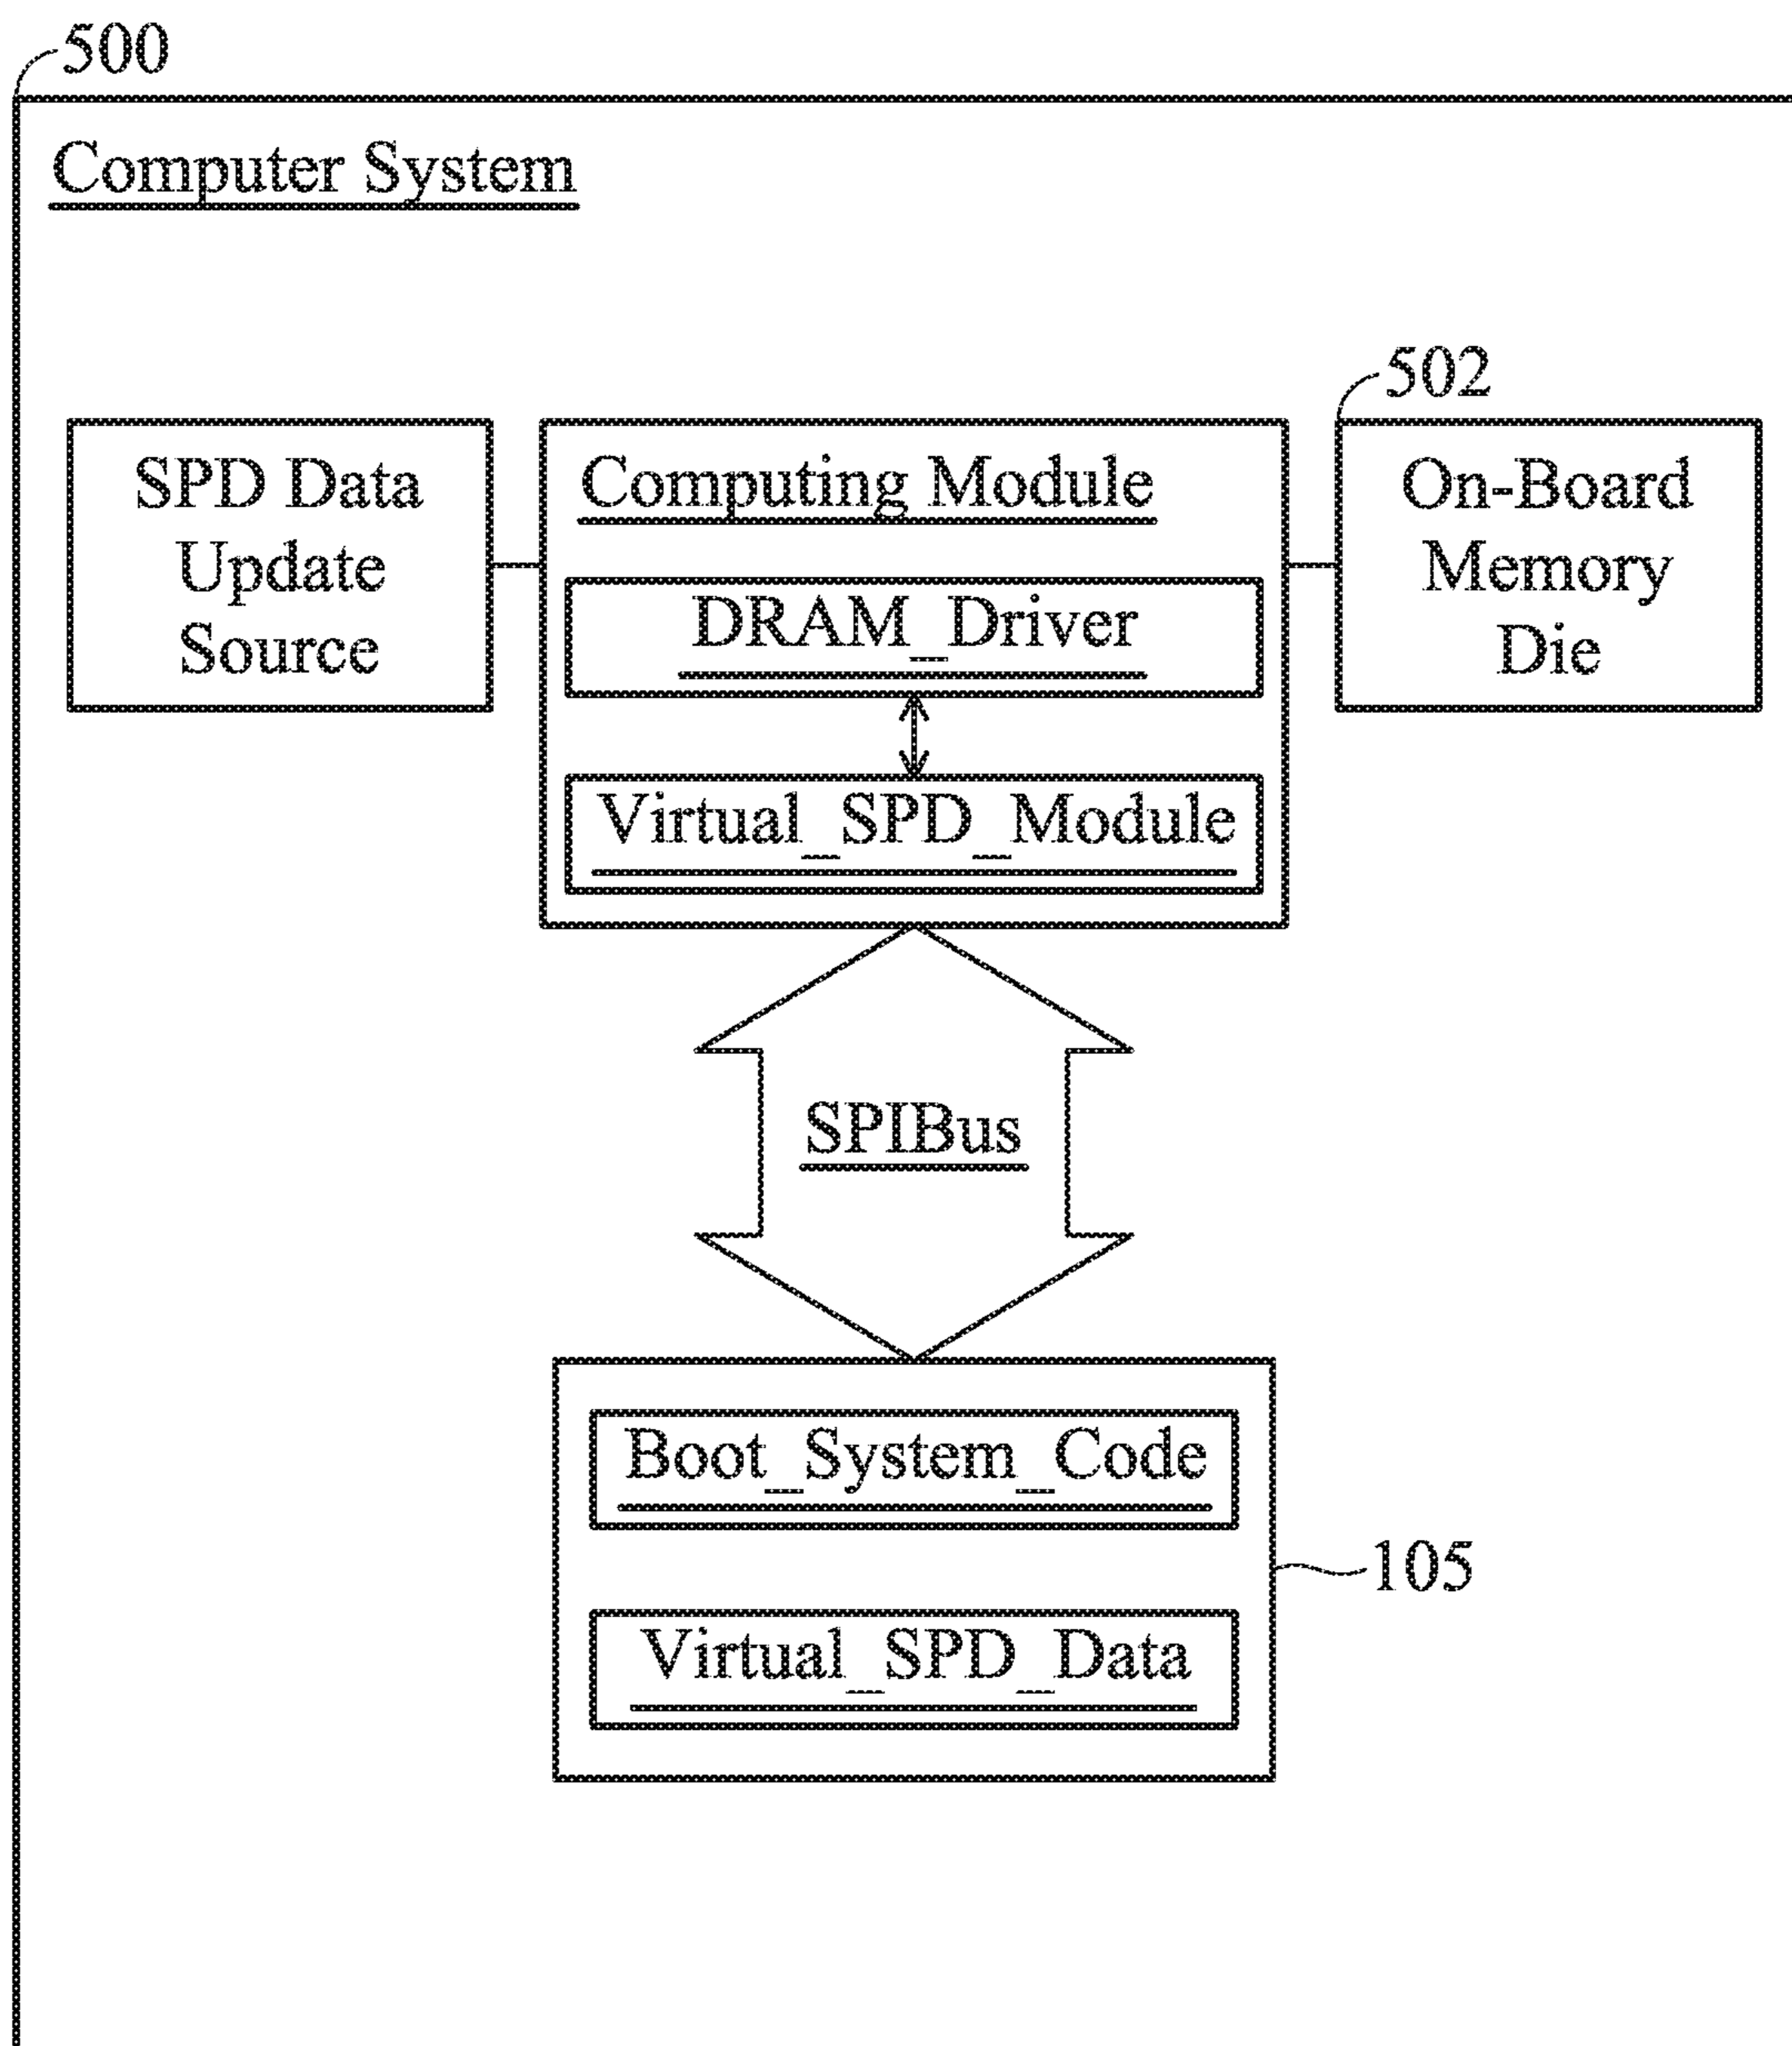 500
Computer System
502
SPD Data
Update
Source
Computing Module
DRAM_Driver
Virtual_SPD_Module
On-Board
Memory
Die
SPIBus
Boot_System_Code
105
Virtual_SPD_Data